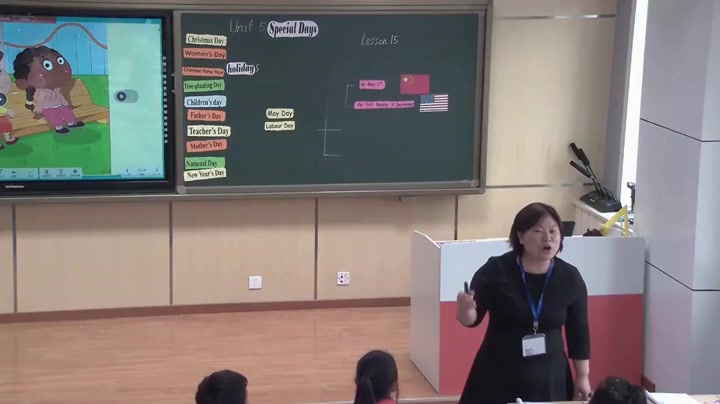 Unit 5 Special Days
Lesson 15
Christmas Day
Women's Day
Chinese New Year
holidays
Tree-planting Day
Children's day
Father's Day
Teacher's Day
Mother's Day
National Day
New Year's Day
May Day
Labour Day
on May 1st
the first Monday of September